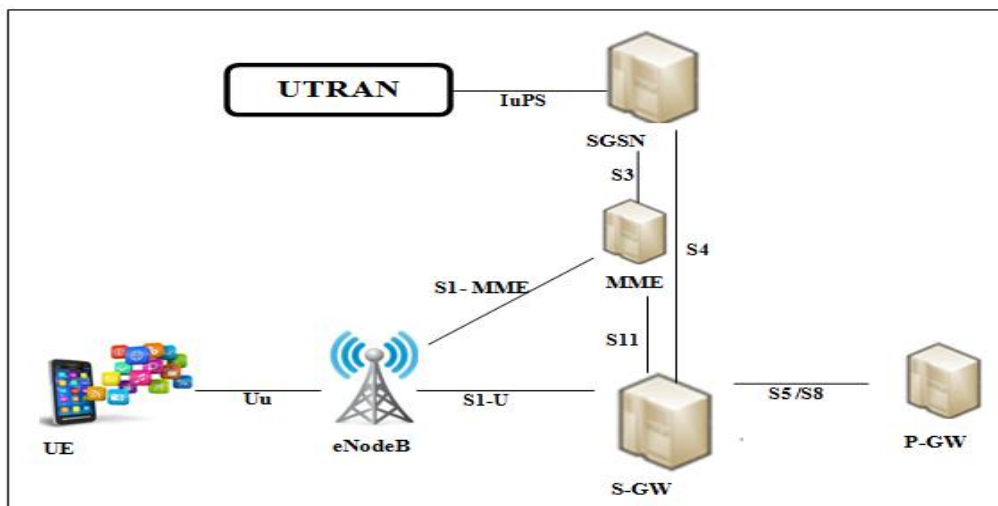 UTRAN
IuPS
SGSN
S3
S4
S1- MME
MME
S11
Uu
S1-U
S5 /S8
UE
eNodeB
S-GW
P-GW